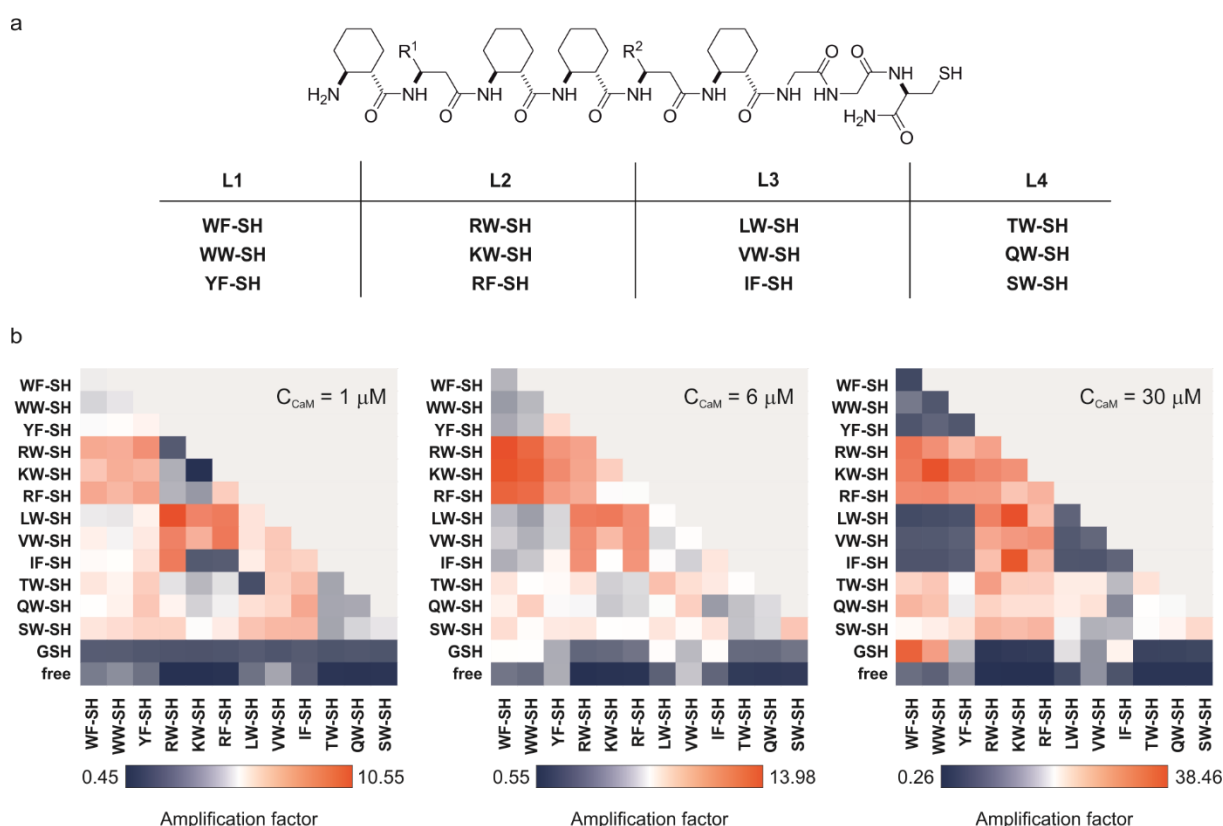 a
R1 R2
H2N O N H O N H O N H O N H O N H O N H O N H O H N SH
H2N O
L1 L2 L3 L4
WF-SH RW-SH LW-SH TW-SH
WW-SH KW-SH VW-SH QW-SH
YF-SH RF-SH IF-SH SW-SH
b
CCaM = 1 μM
WF-SH
WW-SH
YF-SH
RW-SH
KW-SH
RF-SH
LW-SH
VW-SH
IF-SH
TW-SH
QW-SH
SW-SH
GSH
free
WF-SH WW-SH YF-SH RW-SH KW-SH RF-SH LW-SH VW-SH IF-SH TW-SH QW-SH SW-SH
0.45 10.55
Amplification factor
CCaM = 6 μM
WF-SH
WW-SH
YF-SH
RW-SH
KW-SH
RF-SH
LW-SH
VW-SH
IF-SH
TW-SH
QW-SH
SW-SH
GSH
free
WF-SH WW-SH YF-SH RW-SH KW-SH RF-SH LW-SH VW-SH IF-SH TW-SH QW-SH SW-SH
0.55 13.98
Amplification factor
CCaM = 30 μM
WF-SH
WW-SH
YF-SH
RW-SH
KW-SH
RF-SH
LW-SH
VW-SH
IF-SH
TW-SH
QW-SH
SW-SH
GSH
free
WF-SH WW-SH YF-SH RW-SH KW-SH RF-SH LW-SH VW-SH IF-SH TW-SH QW-SH SW-SH
0.26 38.46
Amplification factor